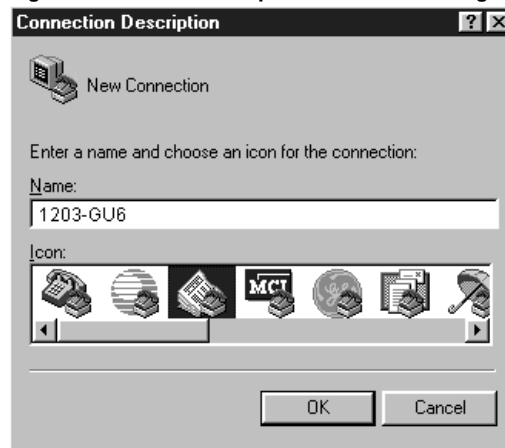 Connection Description
New Connection
Enter a name and choose an icon for the connection:
Name:
1203-GU6
Icon:
MCI
OK
Cancel